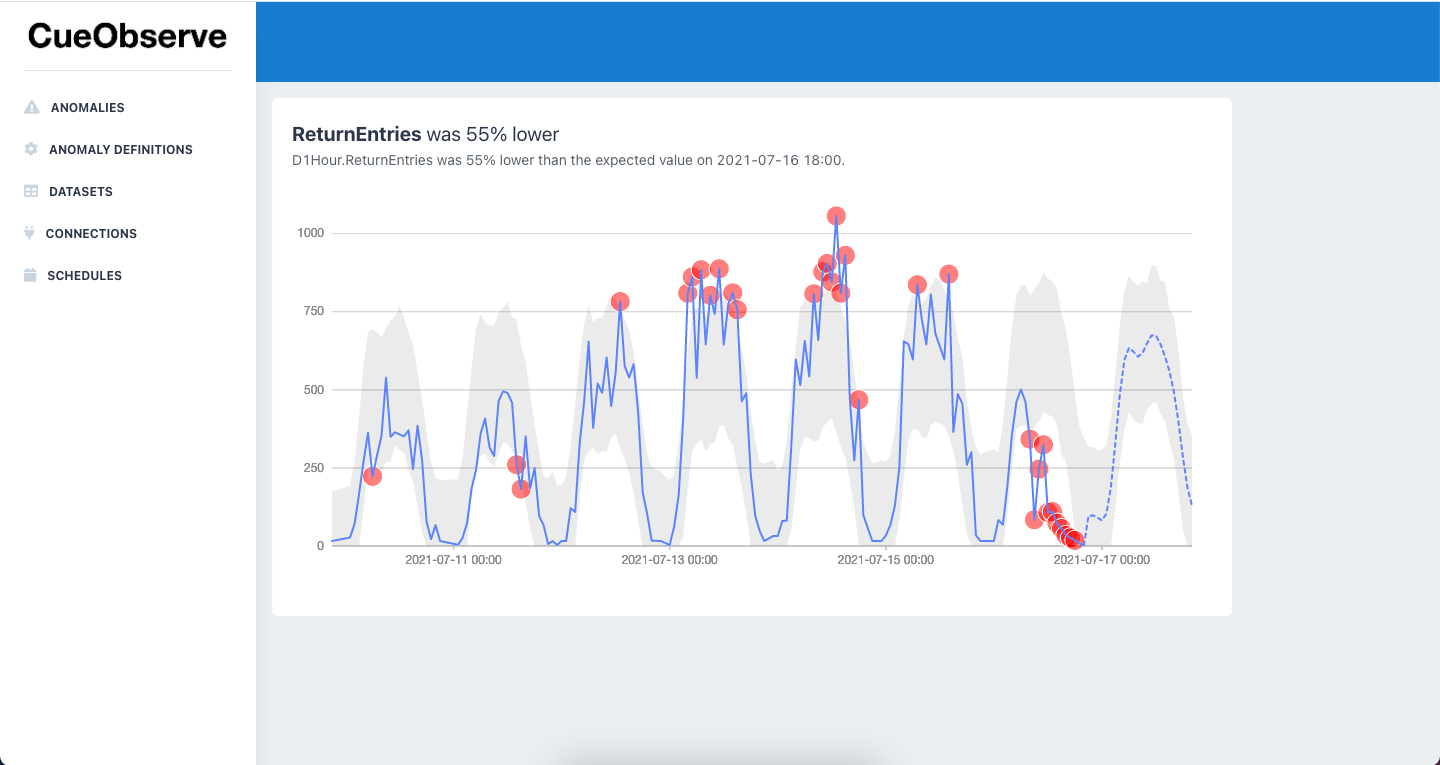 CueObserve
ANOMALIES
ANOMALY DEFINITIONS
DATASETS
CONNECTIONS
SCHEDULES
ReturnEntries was 55% lower
D1Hour.ReturnEntries was 55% lower than the expected value on 2021-07-16 18:00.
1000
750
500
250
0
2021-07-11 00:00 2021-07-13 00:00 2021-07-15 00:00 2021-07-17 00:00